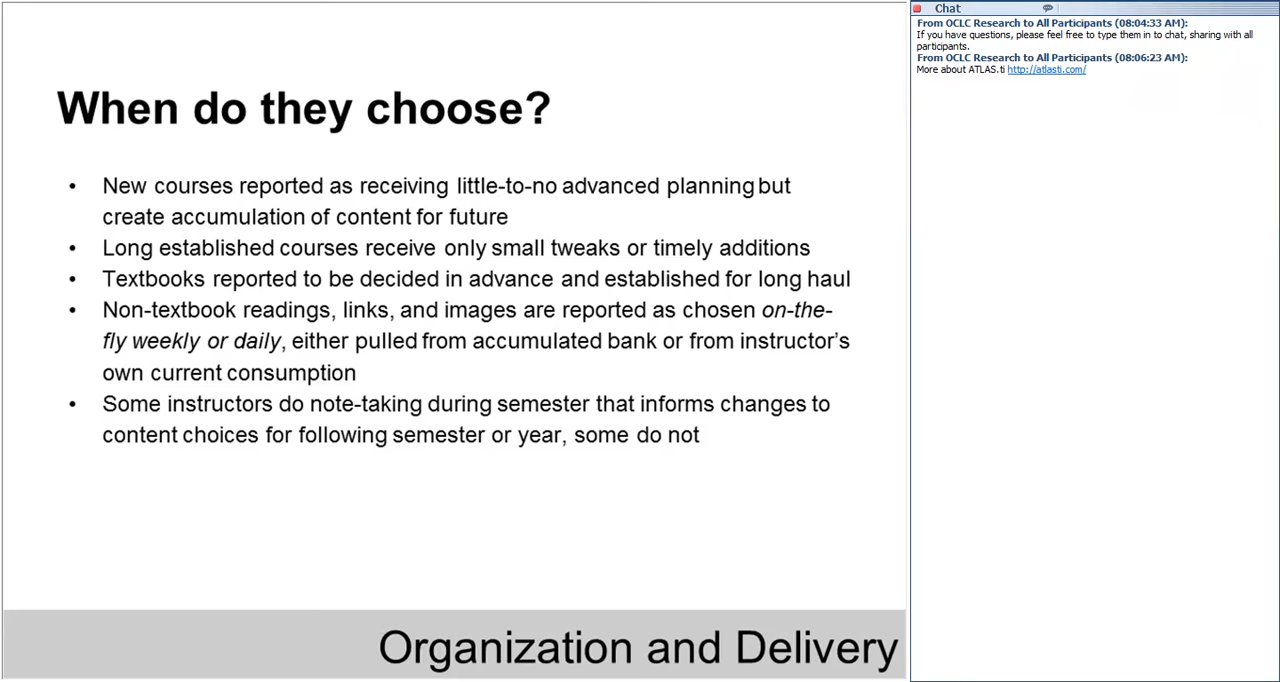 When do they choose?
• New courses reported as receiving little-to-no advanced planning but
create accumulation of content for future
• Long established courses receive only small tweaks or timely additions
• Textbooks reported to be decided in advance and established for long haul
• Non-textbook readings, links, and images are reported as chosen on-the-
fly weekly or daily, either pulled from accumulated bank or from instructor’s
own current consumption
• Some instructors do note-taking during semester that informs changes to
content choices for following semester or year, some do not
Organization and Delivery
Chat
From OCLC Research to All Participants (08:04:33 AM):
If you have questions, please feel free to type them in to chat, sharing with all
participants.
From OCLC Research to All Participants (08:06:23 AM):
More about ATLAS.ti http://atlasti.com/